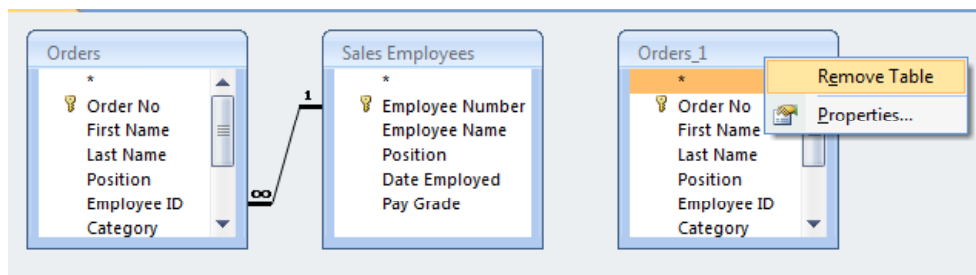 Orders
*
Order No
First Name
Last Name
Position
Employee ID
Category
1
∞
Sales Employees
*
Employee Number
Employee Name
Position
Date Employed
Pay Grade
Orders_1
*
Order No
First Name
Last Name
Position
Employee ID
Category
Remove Table
Properties...